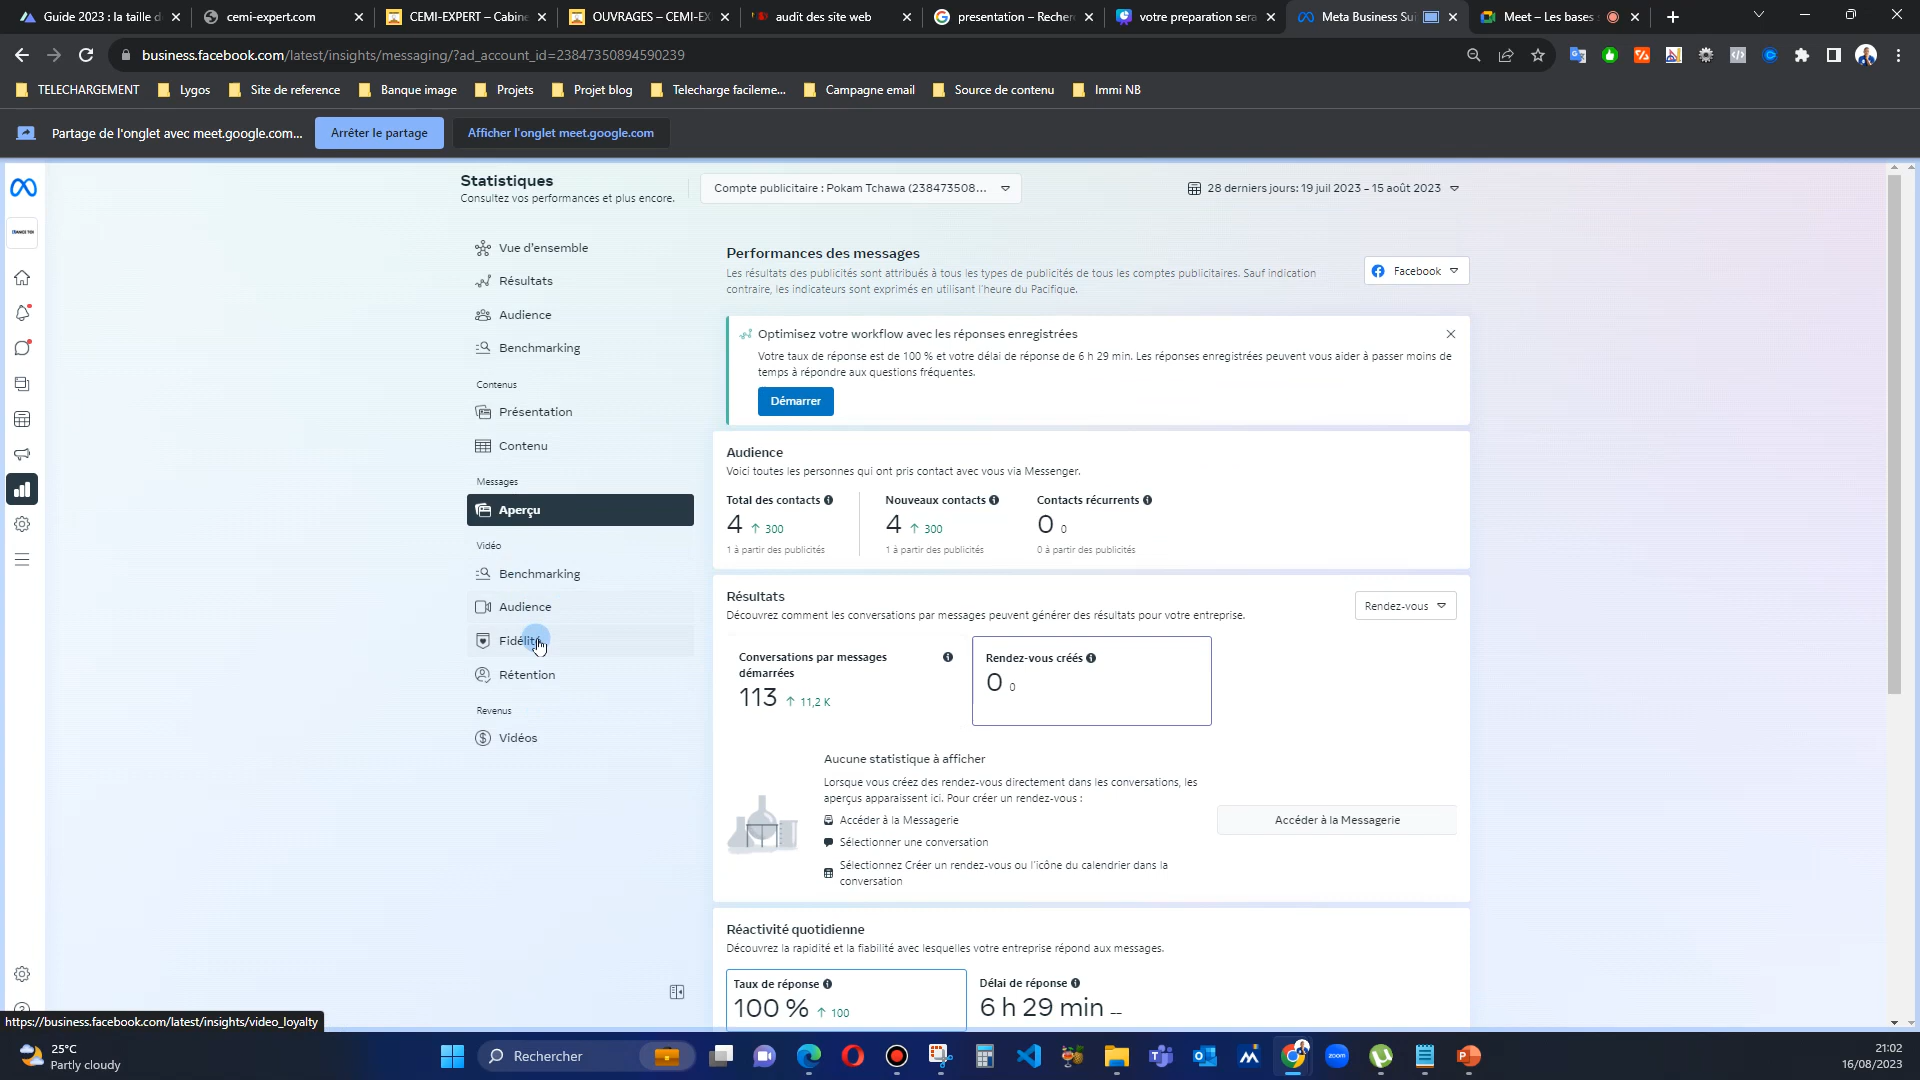 Guide 2023 : la taille d
cemi-expert.com
CEMI-EXPERT – Cabine
OUVRAGES – CEMI-EX
audit des site web
presentation – Recher
votre preparation sera
Meta Business Sui
Meet – Les bases
business.facebook.com/latest/insights/messaging/?ad_account_id=23847350894590239
TELECHARGEMENT
Lygos
Site de reference
Banque image
Projets
Projet blog
Telecharge facileme...
Campagne email
Source de contenu
Immi NB
Partage de l'onglet avec meet.google.com...
Arrêter le partage
Afficher l'onglet meet.google.com
Statistiques
Consultez vos performances et plus encore.
Compte publicitaire : Pokam Tchawa (238473508...
28 derniers jours: 19 juil 2023 – 15 août 2023
Vue d'ensemble
Résultats
Audience
Benchmarking
Contenus
Présentation
Contenu
Messages
Aperçu
Vidéo
Benchmarking
Audience
Fidélité
Rétention
Revenus
Vidéos
Performances des messages
Les résultats des publicités sont attribués à tous les types de publicités de tous les comptes publicitaires. Sauf indication
contraire, les indicateurs sont exprimés en utilisant l'heure du Pacifique.
Facebook
Optimisez votre workflow avec les réponses enregistrées
Votre taux de réponse est de 100 % et votre délai de réponse de 6 h 29 min. Les réponses enregistrées peuvent vous aider à passer moins de
temps à répondre aux questions fréquentes.
Démarrer
Audience
Voici toutes les personnes qui ont pris contact avec vous via Messenger.
Total des contacts
4 ↑ 300
1 à partir des publicités
Nouveaux contacts
4 ↑ 300
1 à partir des publicités
Contacts récurrents
0 0
0 à partir des publicités
Résultats
Découvrez comment les conversations par messages peuvent générer des résultats pour votre entreprise.
Rendez-vous
Conversations par messages
démarrées
113 ↑ 11,2 K
Rendez-vous créés
0 0
Aucune statistique à afficher
Lorsque vous créez des rendez-vous directement dans les conversations, les
aperçus apparaissent ici. Pour créer un rendez-vous :
Accéder à la Messagerie
Sélectionner une conversation
Sélectionnez Créer un rendez-vous ou l'icône du calendrier dans la
conversation
Accéder à la Messagerie
Réactivité quotidienne
Découvrez la rapidité et la fiabilité avec lesquelles votre entreprise répond aux messages.
Taux de réponse
100 % ↑ 100
Délai de réponse
6 h 29 min --
https://business.facebook.com/latest/insights/video_loyalty
25°C
Partly cloudy
Rechercher
zoom
21:02
16/08/2023